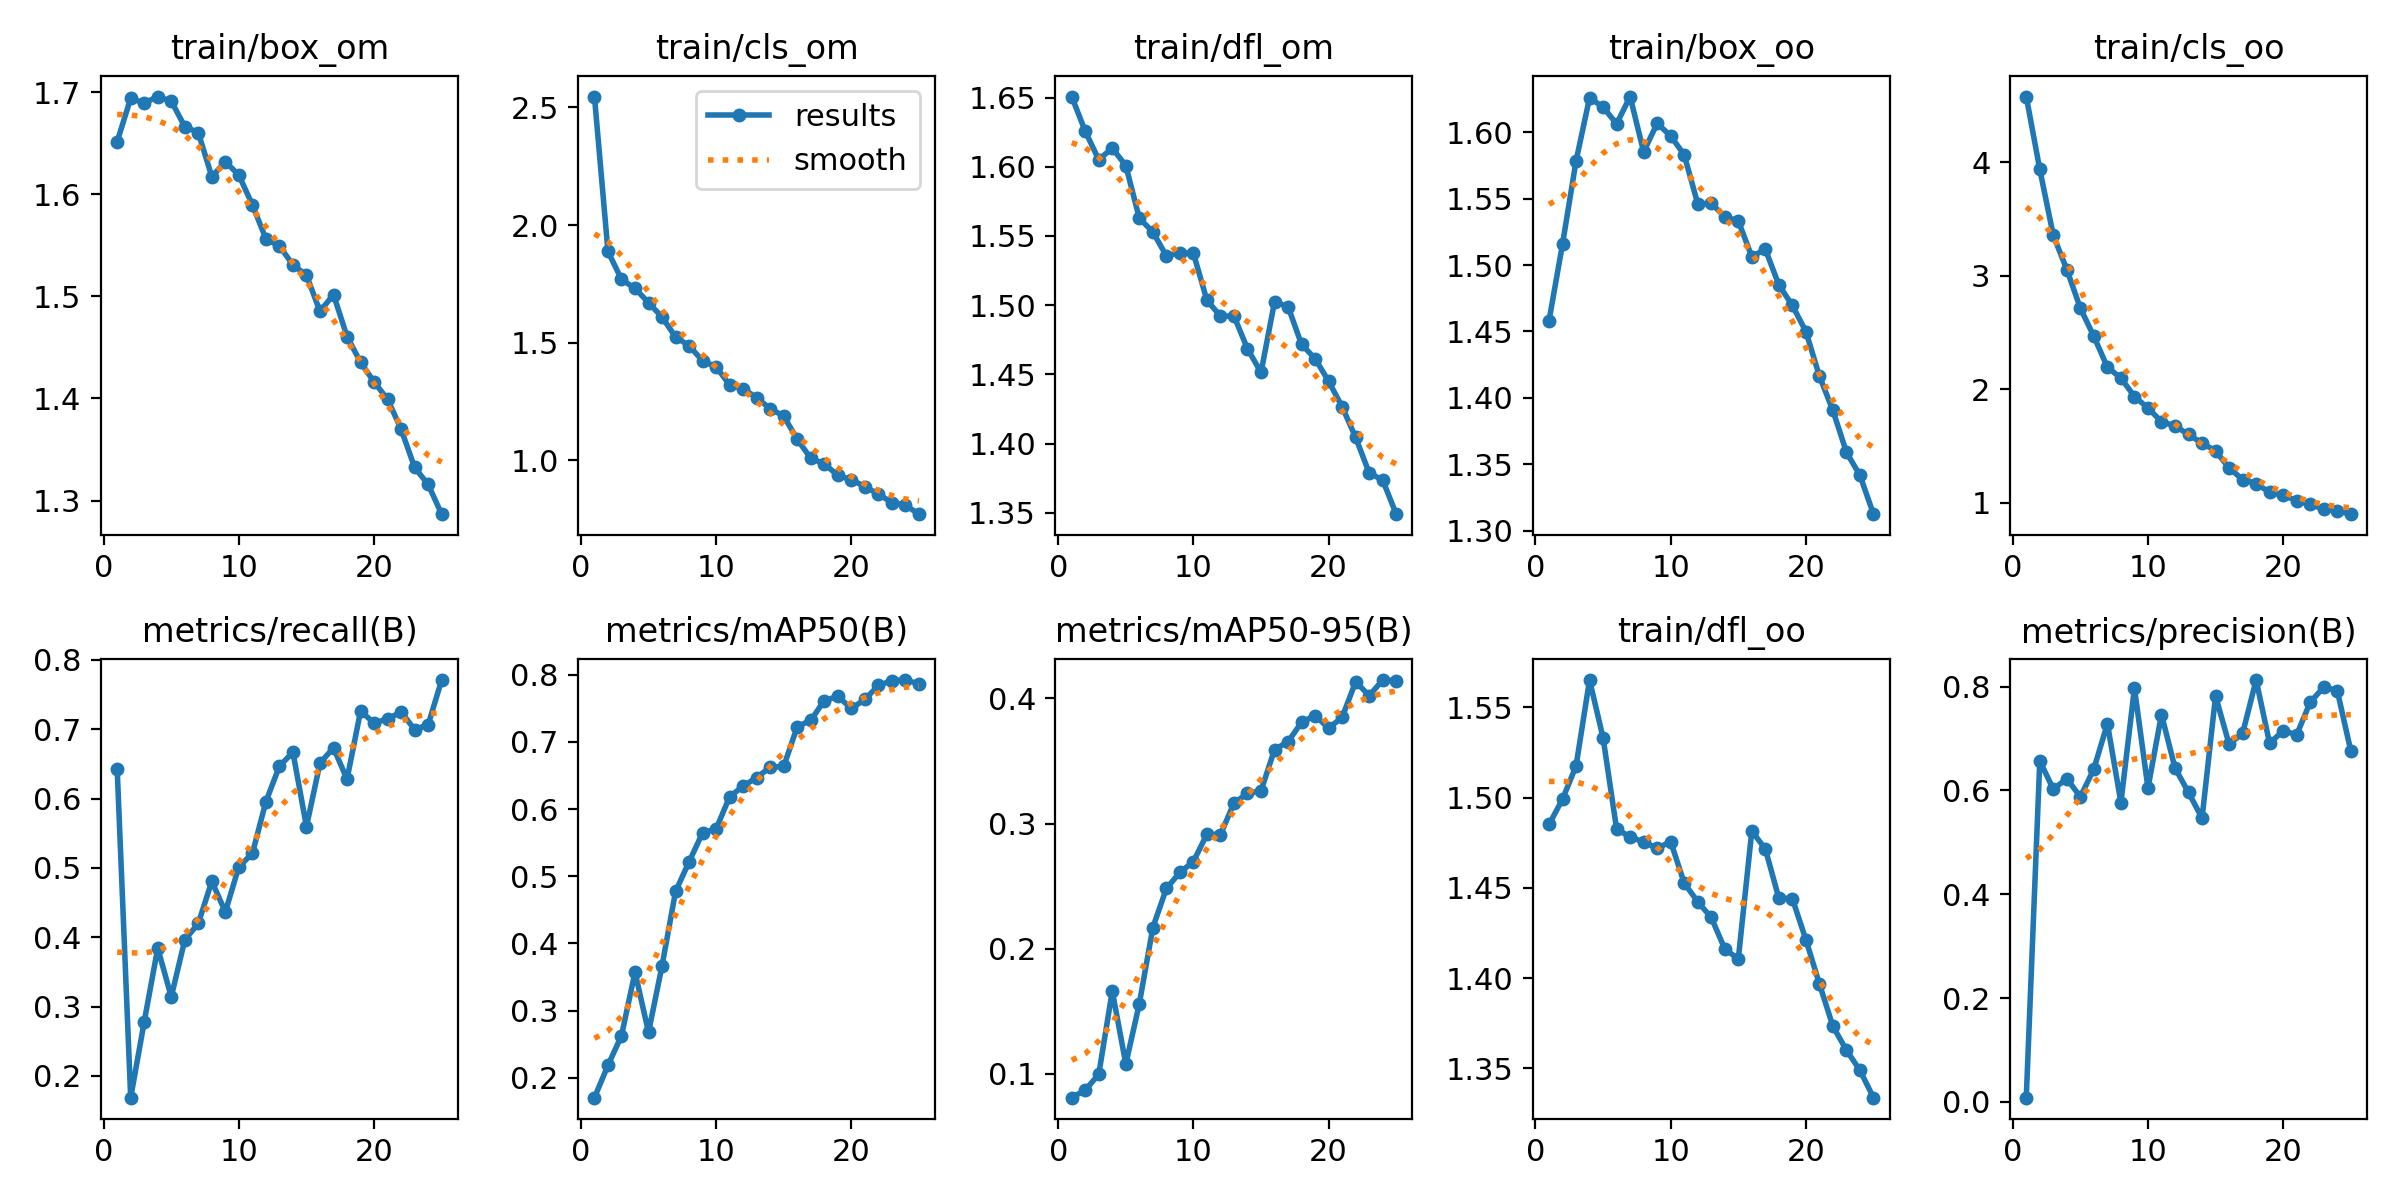 train/box_om
train/cls_om
train/dfl_om
train/box_oo
train/cls_oo
1.7
1.6
1.5
1.4
1.3
0 10 20
2.5
2.0
1.5
1.0
results
smooth
0 10 20
1.65
1.60
1.55
1.50
1.45
1.40
1.35
0 10 20
1.60
1.55
1.50
1.45
1.40
1.35
1.30
0 10 20
4
3
2
1
0 10 20
metrics/recall(B)
metrics/mAP50(B)
metrics/mAP50-95(B)
train/dfl_oo
metrics/precision(B)
0.8
0.7
0.6
0.5
0.4
0.3
0.2
0 10 20
0.8
0.7
0.6
0.5
0.4
0.3
0.2
0 10 20
0.4
0.3
0.2
0.1
0 10 20
1.55
1.50
1.45
1.40
1.35
0 10 20
0.8
0.6
0.4
0.2
0.0
0 10 20